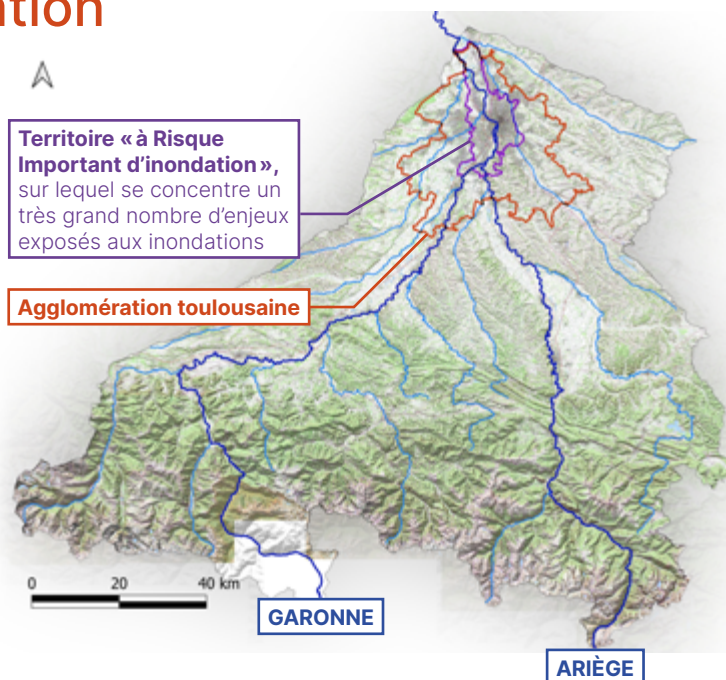 Territoire « à Risque
Important d’inondation »,
sur lequel se concentre un
très grand nombre d’enjeux
exposés aux inondations
Agglomération toulousaine
0 20 40 km
GARONNE
ARIÈGE